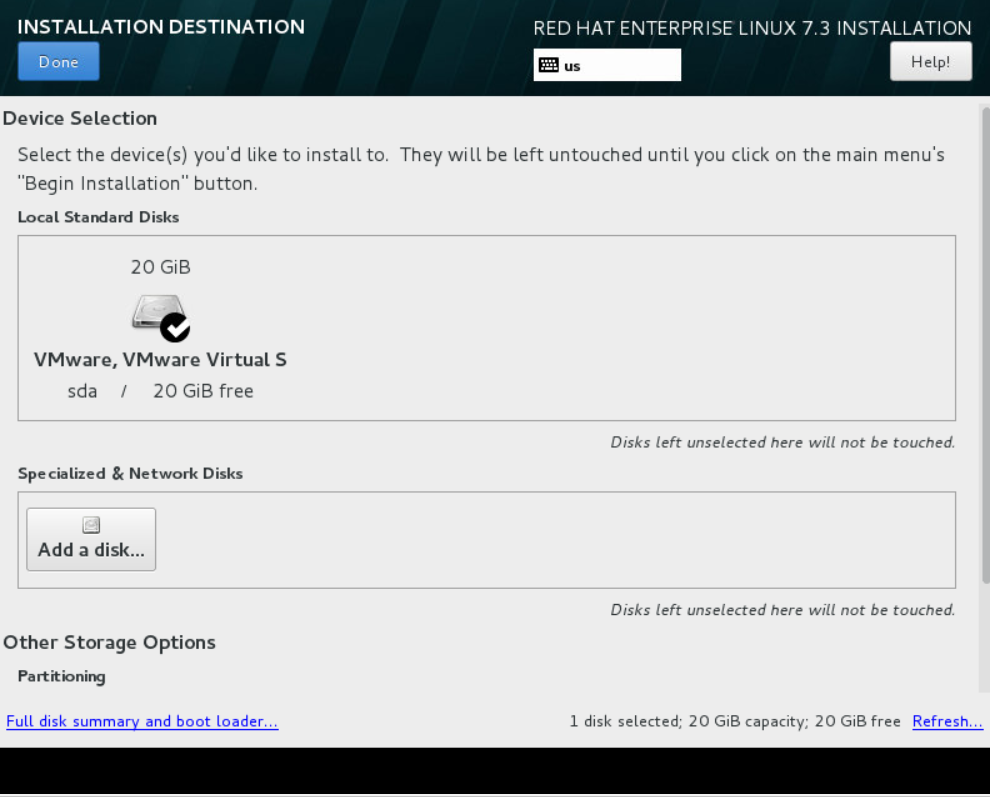 INSTALLATION DESTINATION
RED HAT ENTERPRISE LINUX 7.3 INSTALLATION
Done
us
Help!
Device Selection
Select the device(s) you'd like to install to.  They will be left untouched until you click on the main menu's
"Begin Installation" button.
Local Standard Disks
20 GiB
VMware, VMware Virtual S
sda / 20 GiB free
Disks left unselected here will not be touched.
Specialized & Network Disks
Add a disk...
Disks left unselected here will not be touched.
Other Storage Options
Partitioning
Full disk summary and boot loader...
1 disk selected; 20 GiB capacity; 20 GiB free Refresh...